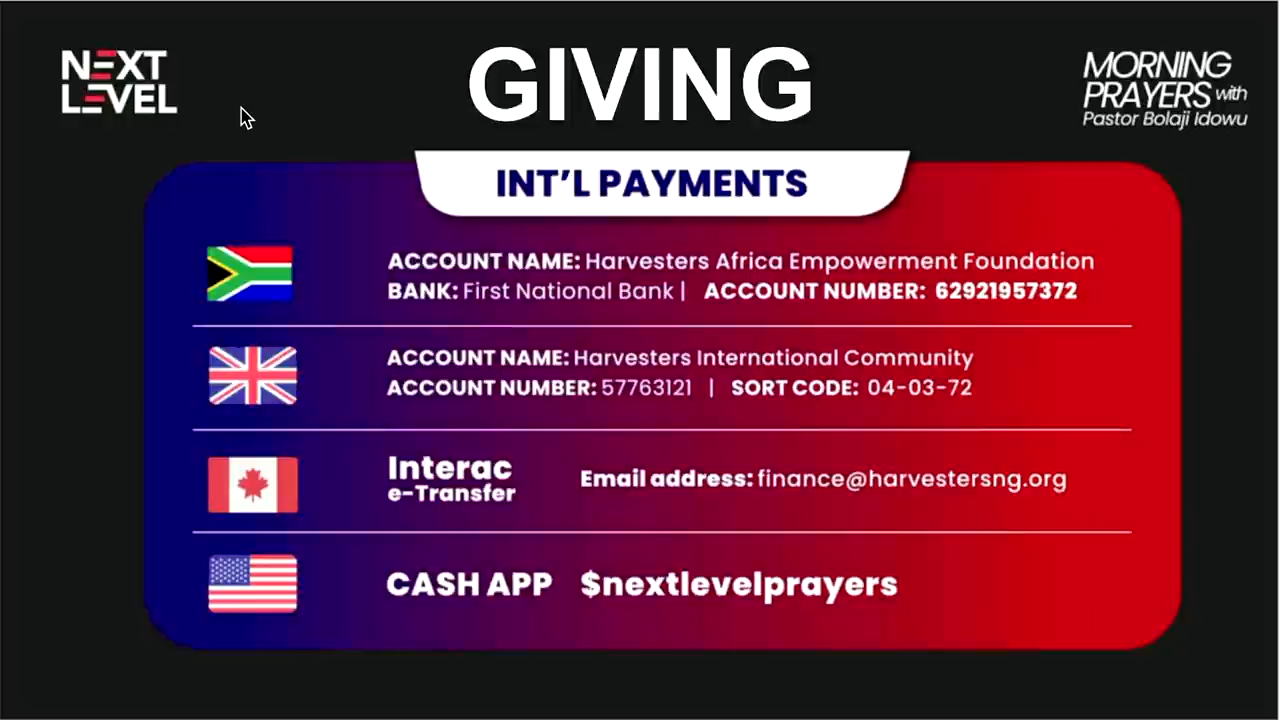 NEXT
LEVEL
GIVING
MORNING
PRAYERS with
Pastor Bolaji Idowu
INT'L PAYMENTS
ACCOUNT NAME: Harvesters Africa Empowerment Foundation
BANK: First National Bank | ACCOUNT NUMBER: 62921957372
ACCOUNT NAME: Harvesters International Community
ACCOUNT NUMBER: 57763121 | SORT CODE: 04-03-72
Interac
e-Transfer
Email address: finance@harvestersng.org
CASH APP $nextlevelprayers